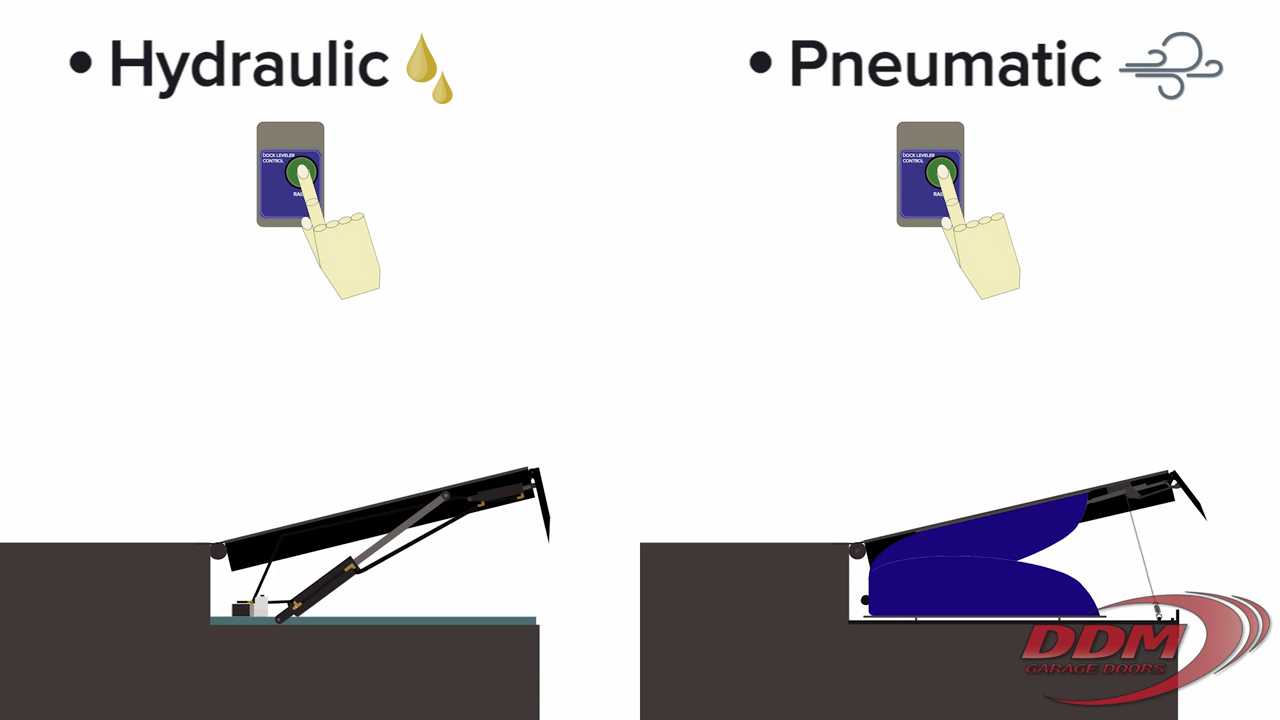 • Hydraulic
• Pneumatic
DOCK LEVELER
CONTROL
DOCK LEVELER
CONTROL
DDM
GARAGE DOORS